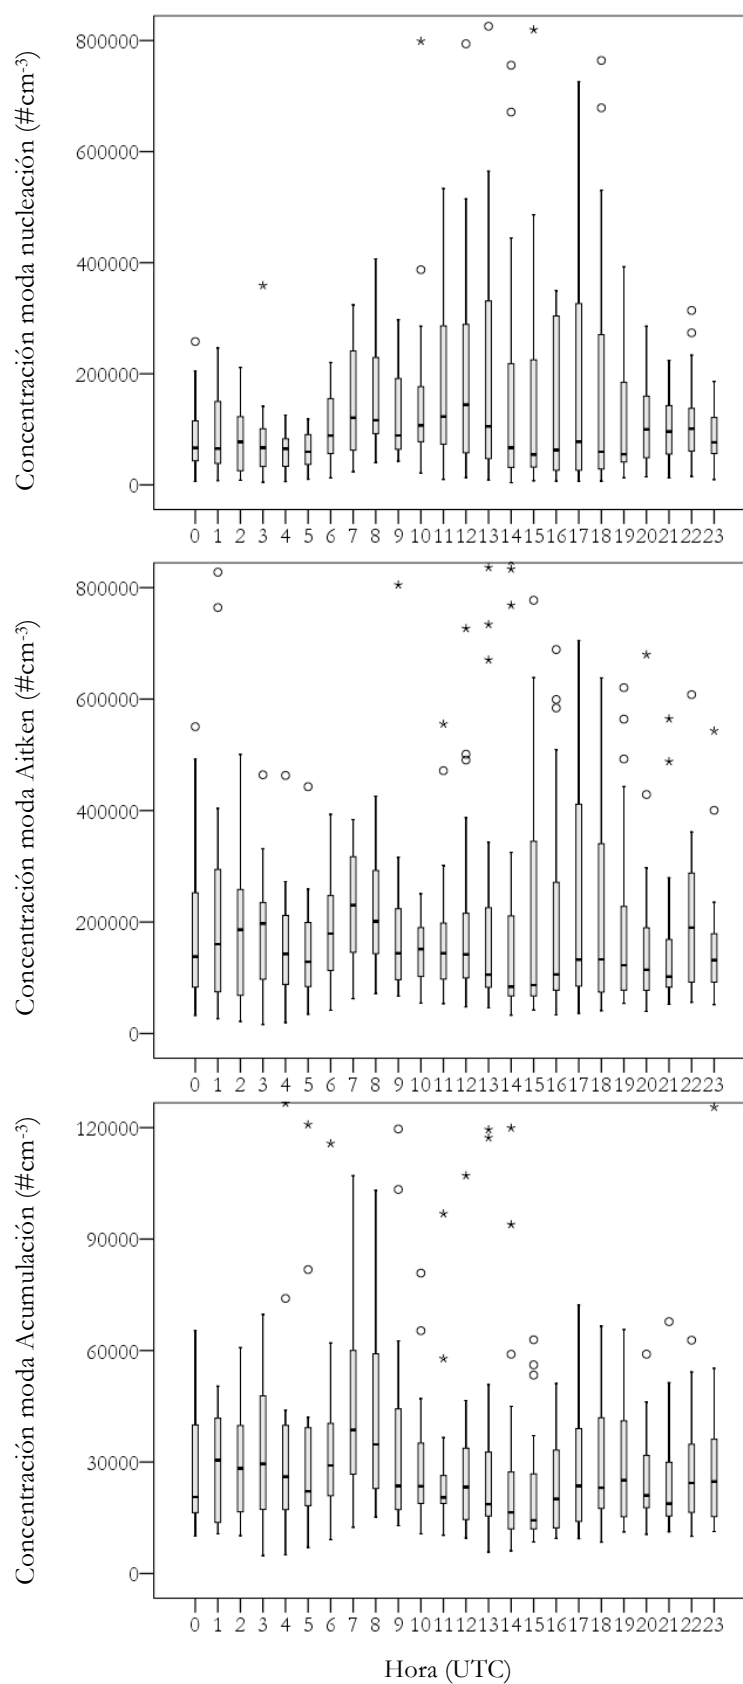 Concentración moda nucleación (#cm-3)
800000
600000
400000
200000
0
0 1 2 3 4 5 6 7 8 9 10 11 12 13 14 15 16 17 18 19 20 21 22 23
Concentración moda Aitken (#cm-3)
800000
600000
400000
200000
0
0 1 2 3 4 5 6 7 8 9 10 11 12 13 14 15 16 17 18 19 20 21 22 23
Concentración moda Acumulación (#cm-3)
120000
90000
60000
30000
0
0 1 2 3 4 5 6 7 8 9 10 11 12 13 14 15 16 17 18 19 20 21 22 23
Hora (UTC)